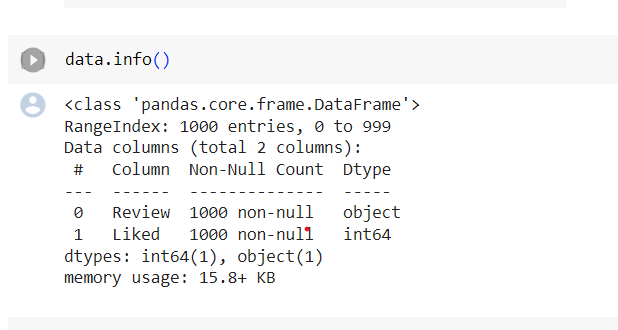 data.info()
<class 'pandas.core.frame.DataFrame'>
RangeIndex: 1000 entries, 0 to 999
Data columns (total 2 columns):
 #   Column  Non-Null Count  Dtype
---  ------  --------------  -----
 0   Review  1000 non-null   object
 1   Liked   1000 non-null   int64
dtypes: int64(1), object(1)
memory usage: 15.8+ KB